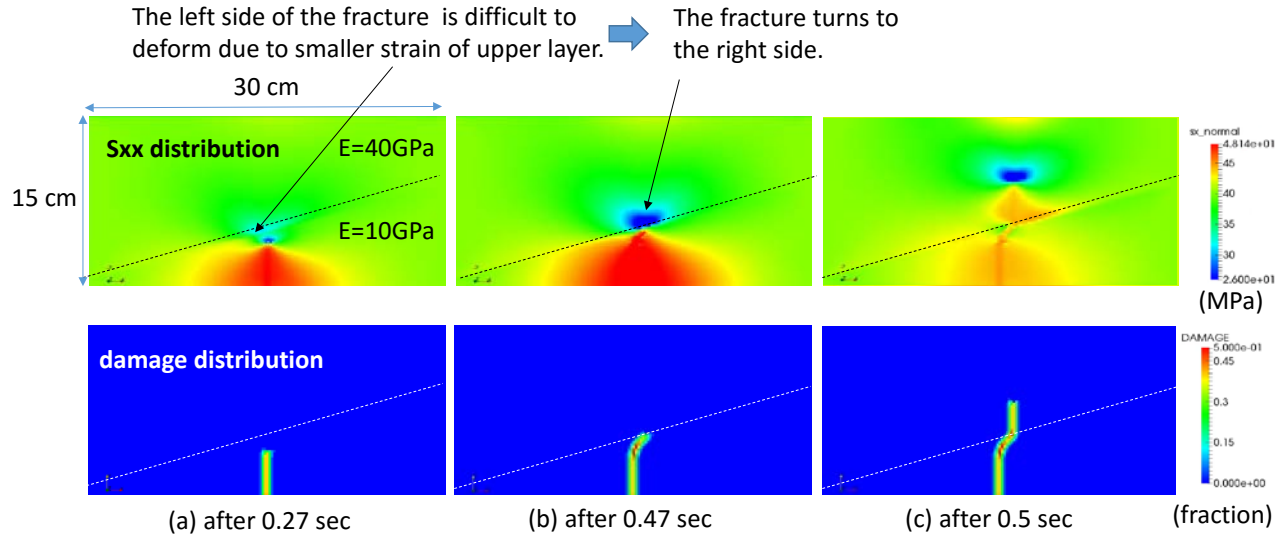 The left side of the fracture is difficult to
deform due to smaller strain of upper layer.
The fracture turns to
the right side.
30 cm
15 cm
Sxx distribution
E=40GPa
E=10GPa
sx_normal
4.814e+01
45
40
35
30
2.600e+01
(MPa)
damage distribution
DAMAGE
5.000e-01
0.45
0.3
0.15
0.000e+00
(fraction)
(a) after 0.27 sec
(b) after 0.47 sec
(c) after 0.5 sec